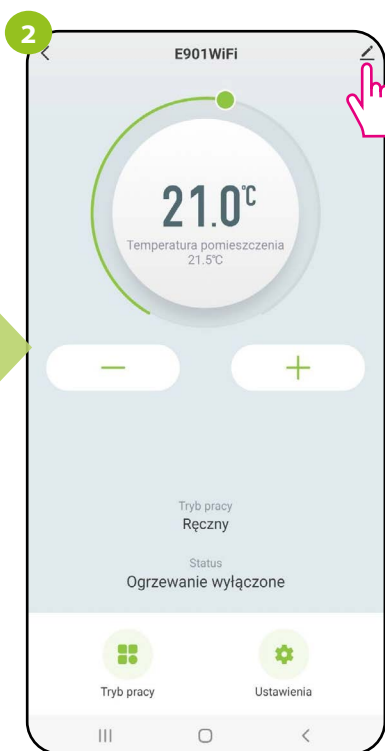 2
E901WiFi
21.0°C
Temperatura pomieszczenia
21.5°C
Tryb pracy
Ręczny
Status
Ogrzewanie wyłączone
Tryb pracy Ustawienia